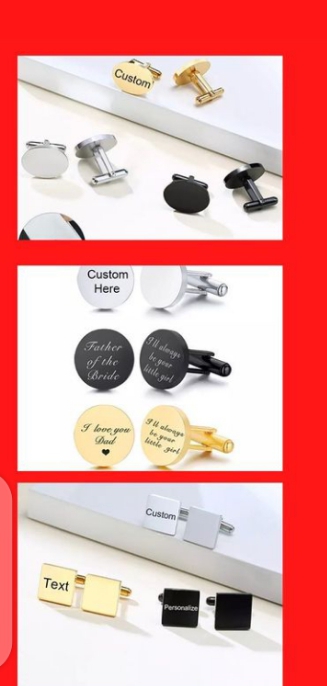 Custom
Custom
Here
Father
of the
Bride
I'll always
be your
little girl
I love you
Dad
I'll always
be your
little girl
Custom
Text
Personalize